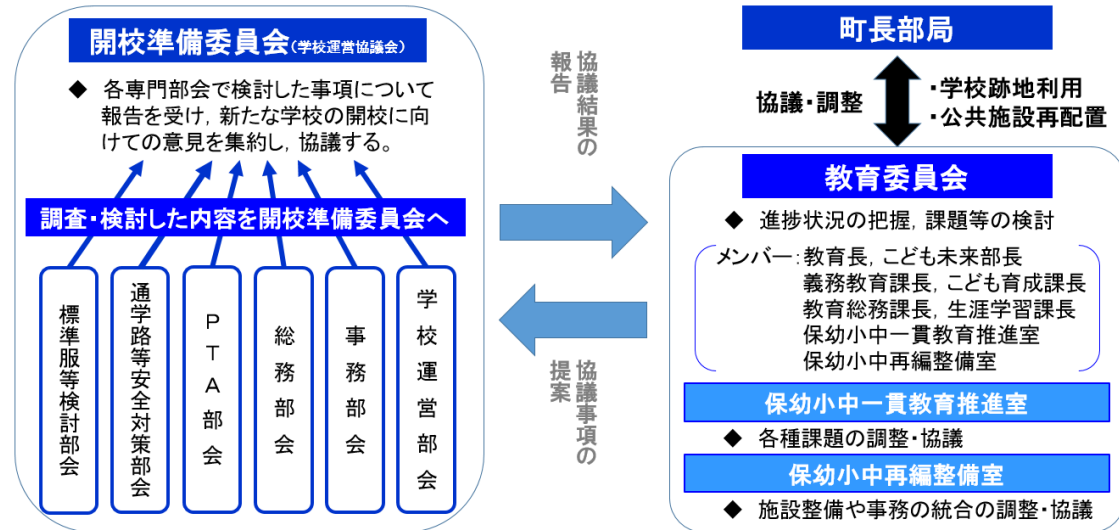 開校準備委員会(学校運営協議会)
◆ 各専門部会で検討した事項について
報告を受け，新たな学校の開校に向
けての意見を集約し，協議する。
調査・検討した内容を開校準備委員会へ
標準服等検討部会
通学路等安全対策部会
PTA部会
総務部会
事務部会
学校運営部会
協議結果の
報告
協議事項の
提案
町長部局
協議・調整
・学校跡地利用
・公共施設再配置
教育委員会
◆ 進捗状況の把握，課題等の検討
メンバー：教育長，こども未来部長
義務教育課長，こども育成課長
教育総務課長，生涯学習課長
保幼小中一貫教育推進室
保幼小中再編整備室
保幼小中一貫教育推進室
◆ 各種課題の調整・協議
保幼小中再編整備室
◆ 施設整備や事務の統合の調整・協議